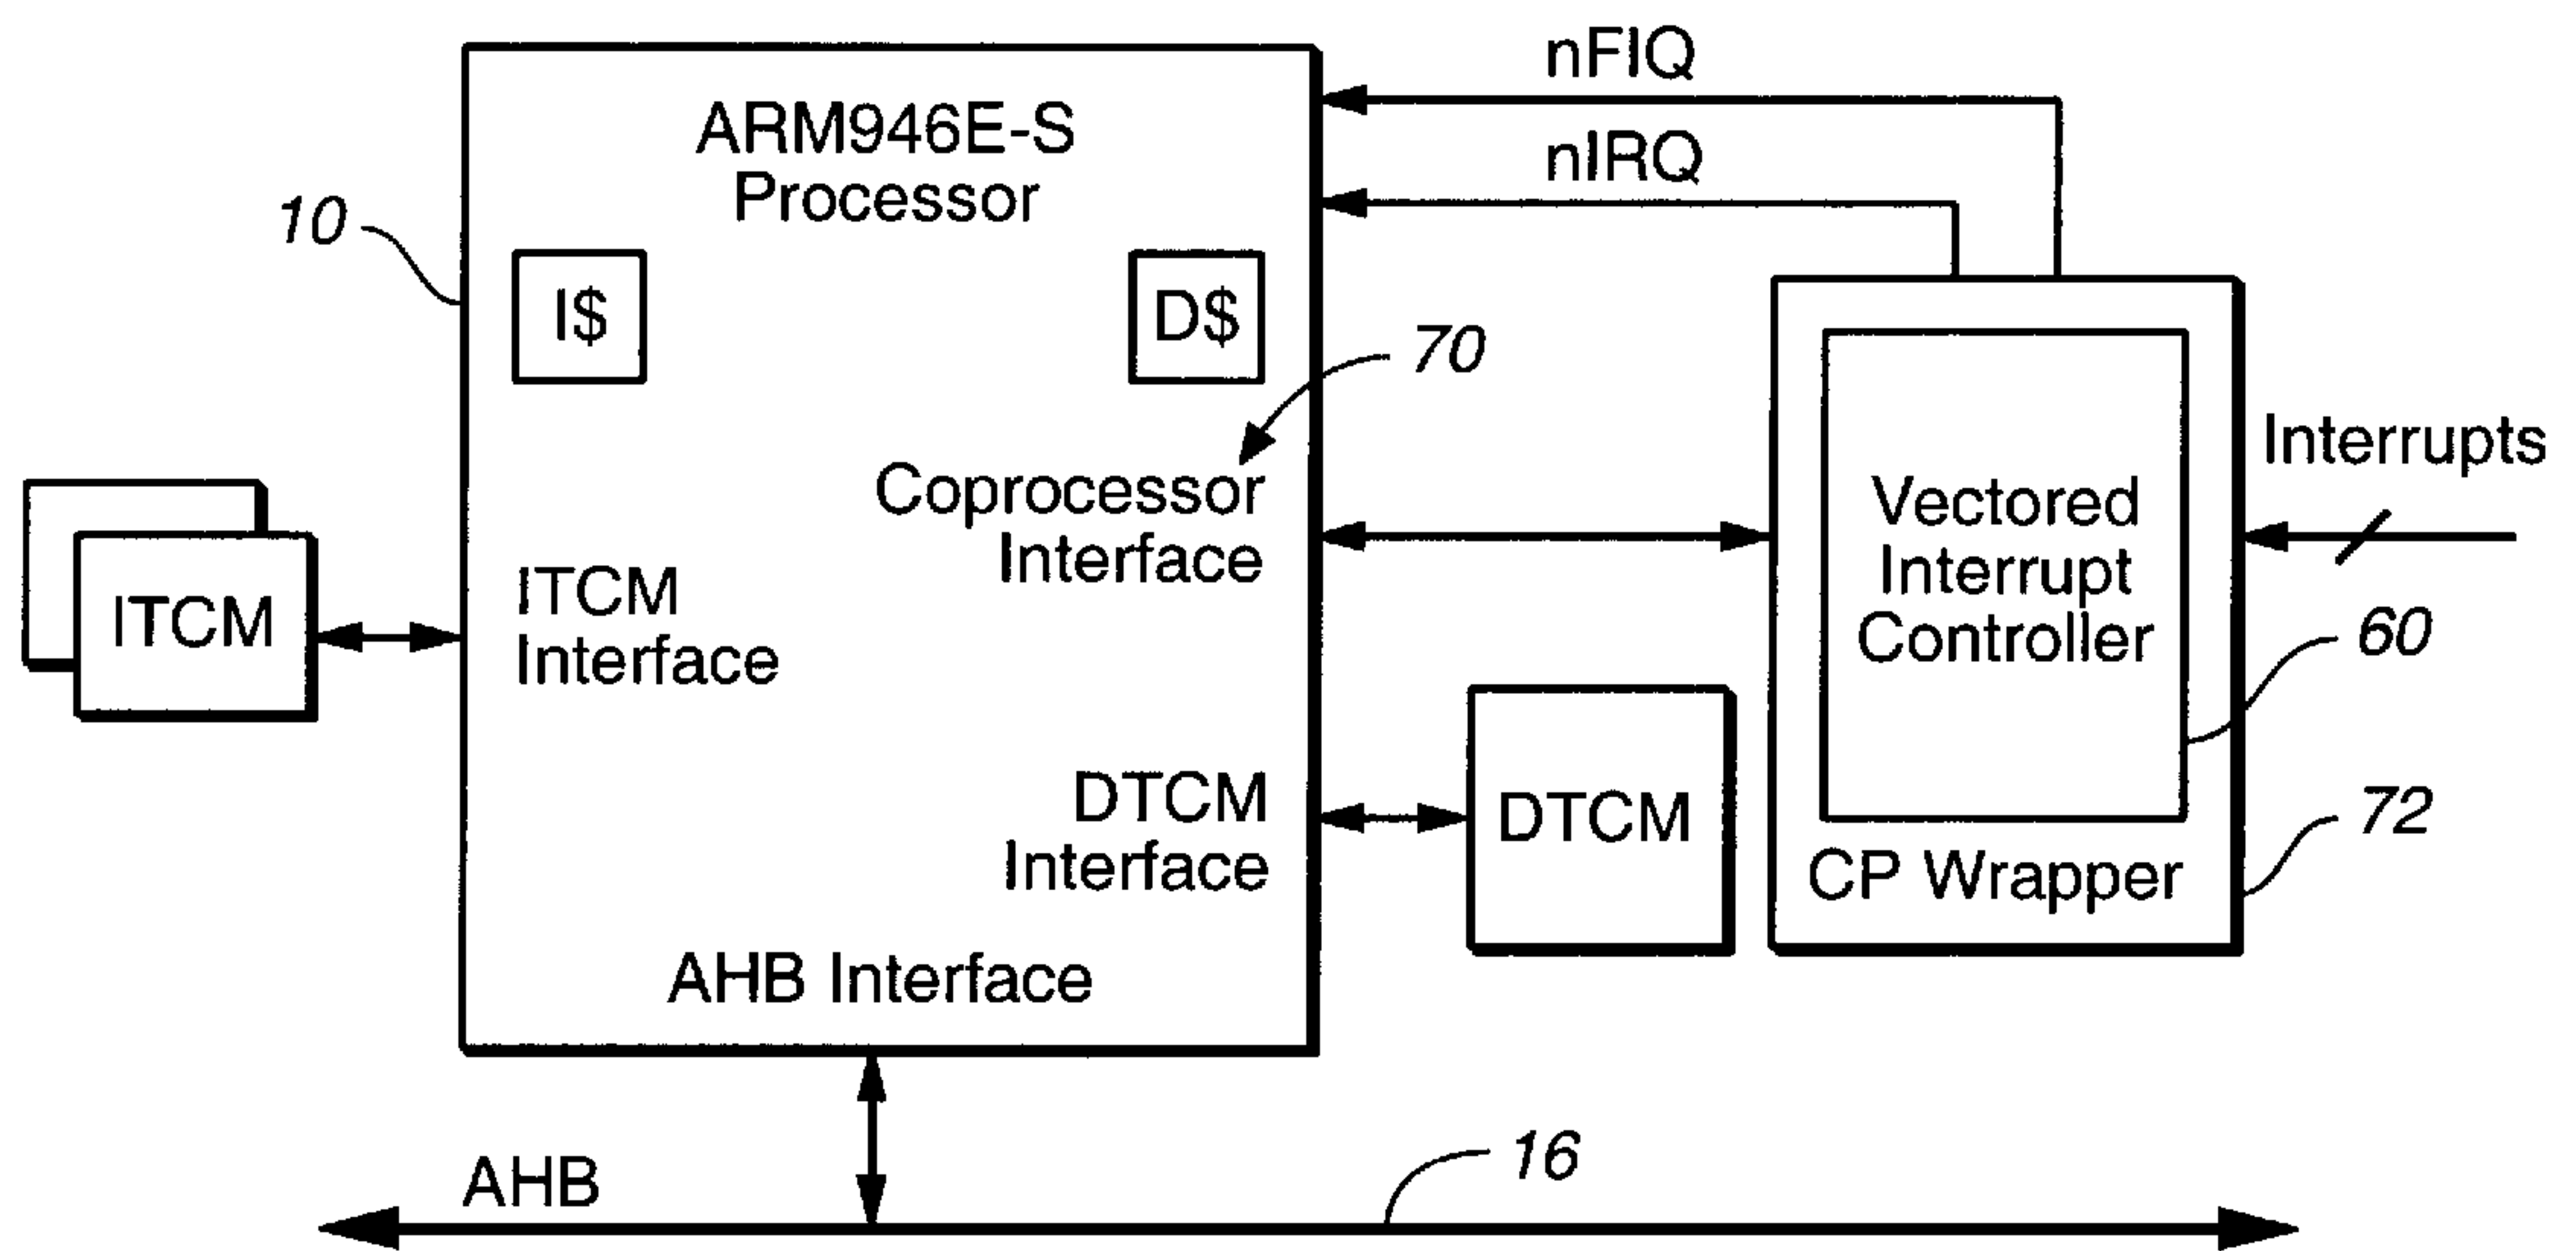 nFIQ
nIRQ
ARM946E-S
Processor
10
I$
D$
70
Interrupts
Coprocessor
Interface
Vectored
Interrupt
Controller
60
ITCM
ITCM
Interface
DTCM
Interface
DTCM
72
CP Wrapper
AHB Interface
AHB
16